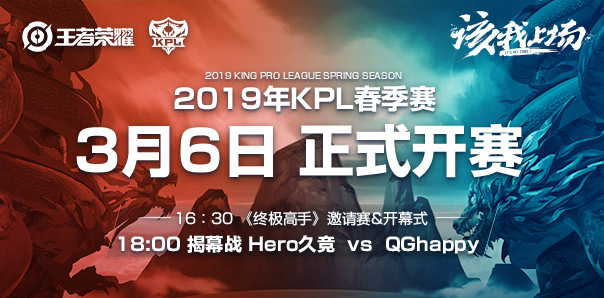 王者荣耀 KPL 该我上场
IT'S MY TURN!
2019 KING PRO LEAGUE SPRING SEASON
2019年KPL春季赛
3月6日 正式开赛
16：30 《终极高手》邀请赛&开幕式
18:00 揭幕战 Hero久竞 vs QGhappy